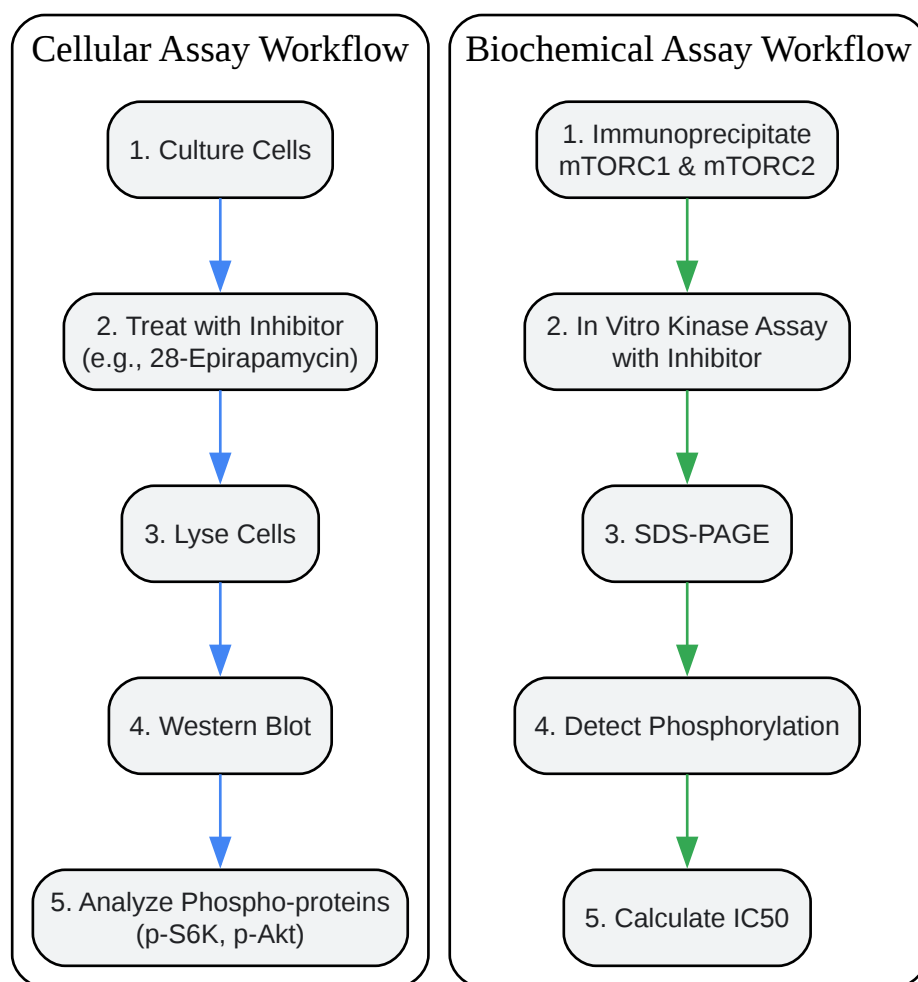 Cellular Assay Workflow
1. Culture Cells
2. Treat with Inhibitor
(e.g., 28-Epirapamycin)
3. Lyse Cells
4. Western Blot
5. Analyze Phospho-proteins
(p-S6K, p-Akt)
Biochemical Assay Workflow
1. Immunoprecipitate
mTORC1 & mTORC2
2. In Vitro Kinase Assay
with Inhibitor
3. SDS-PAGE
4. Detect Phosphorylation
5. Calculate IC50